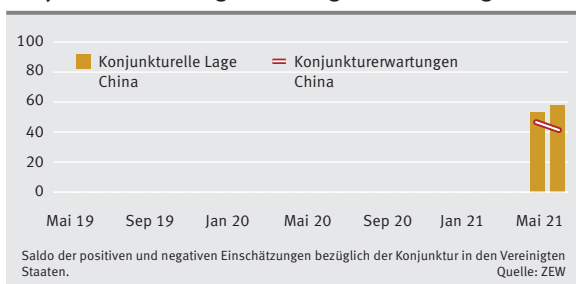 100
80
60
40
20
0
Konjunkturelle Lage
China
Konjunkturerwartungen
China
Mai 19 Sep 19 Jan 20 Mai 20 Sep 20 Jan 21 Mai 21
Saldo der positiven und negativen Einschätzungen bezüglich der Konjunktur in den Vereinigten
Staaten. Quelle: ZEW